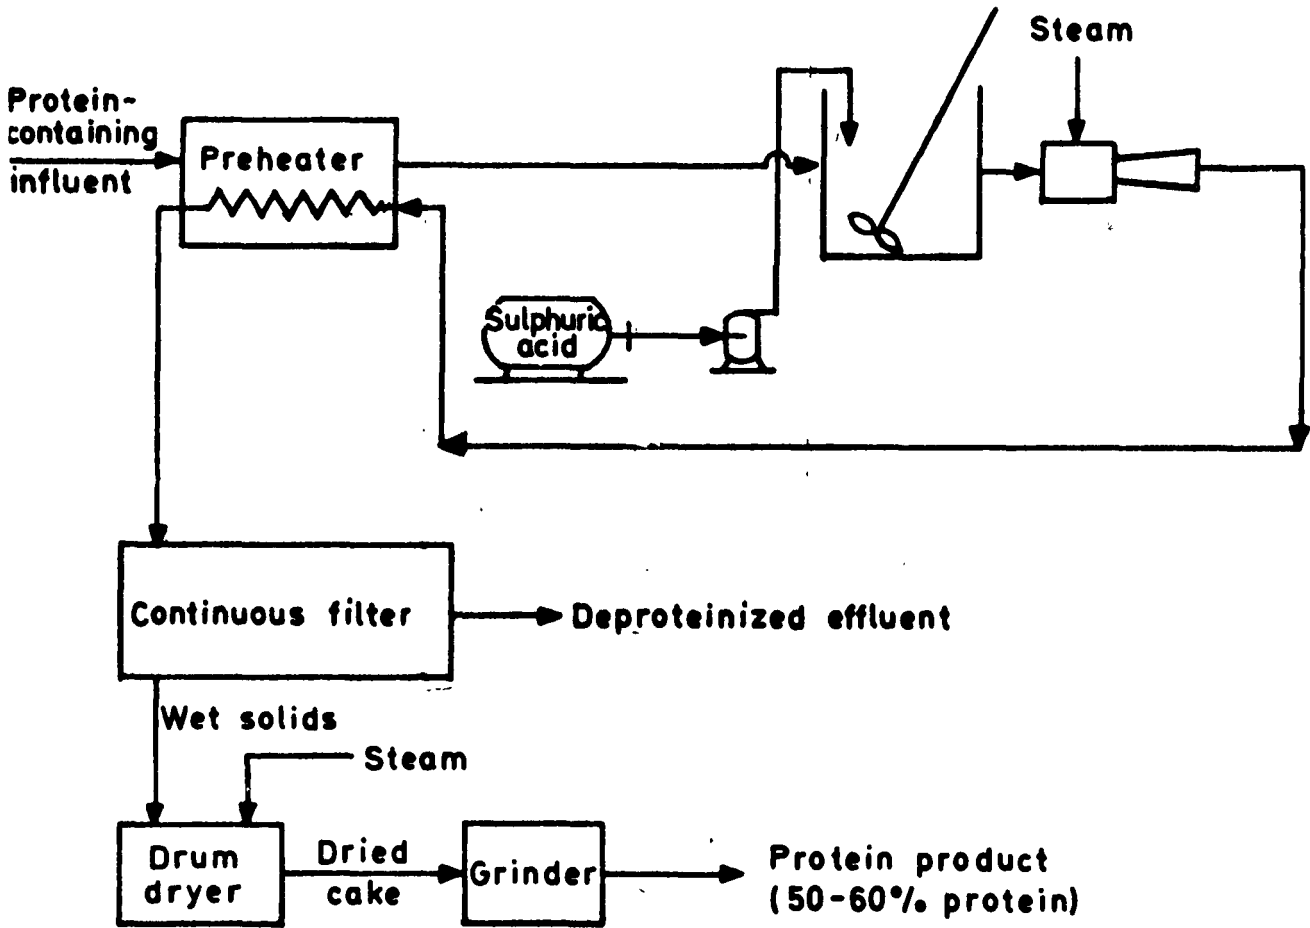 Steam
Protein-
containing
influent
Preheater
Sulphuric
acid
Continuous filter
Deproteinized effluent
Wet solids
Steam
Drum
dryer
Dried
cake
Grinder
Protein product
(50-60% protein)